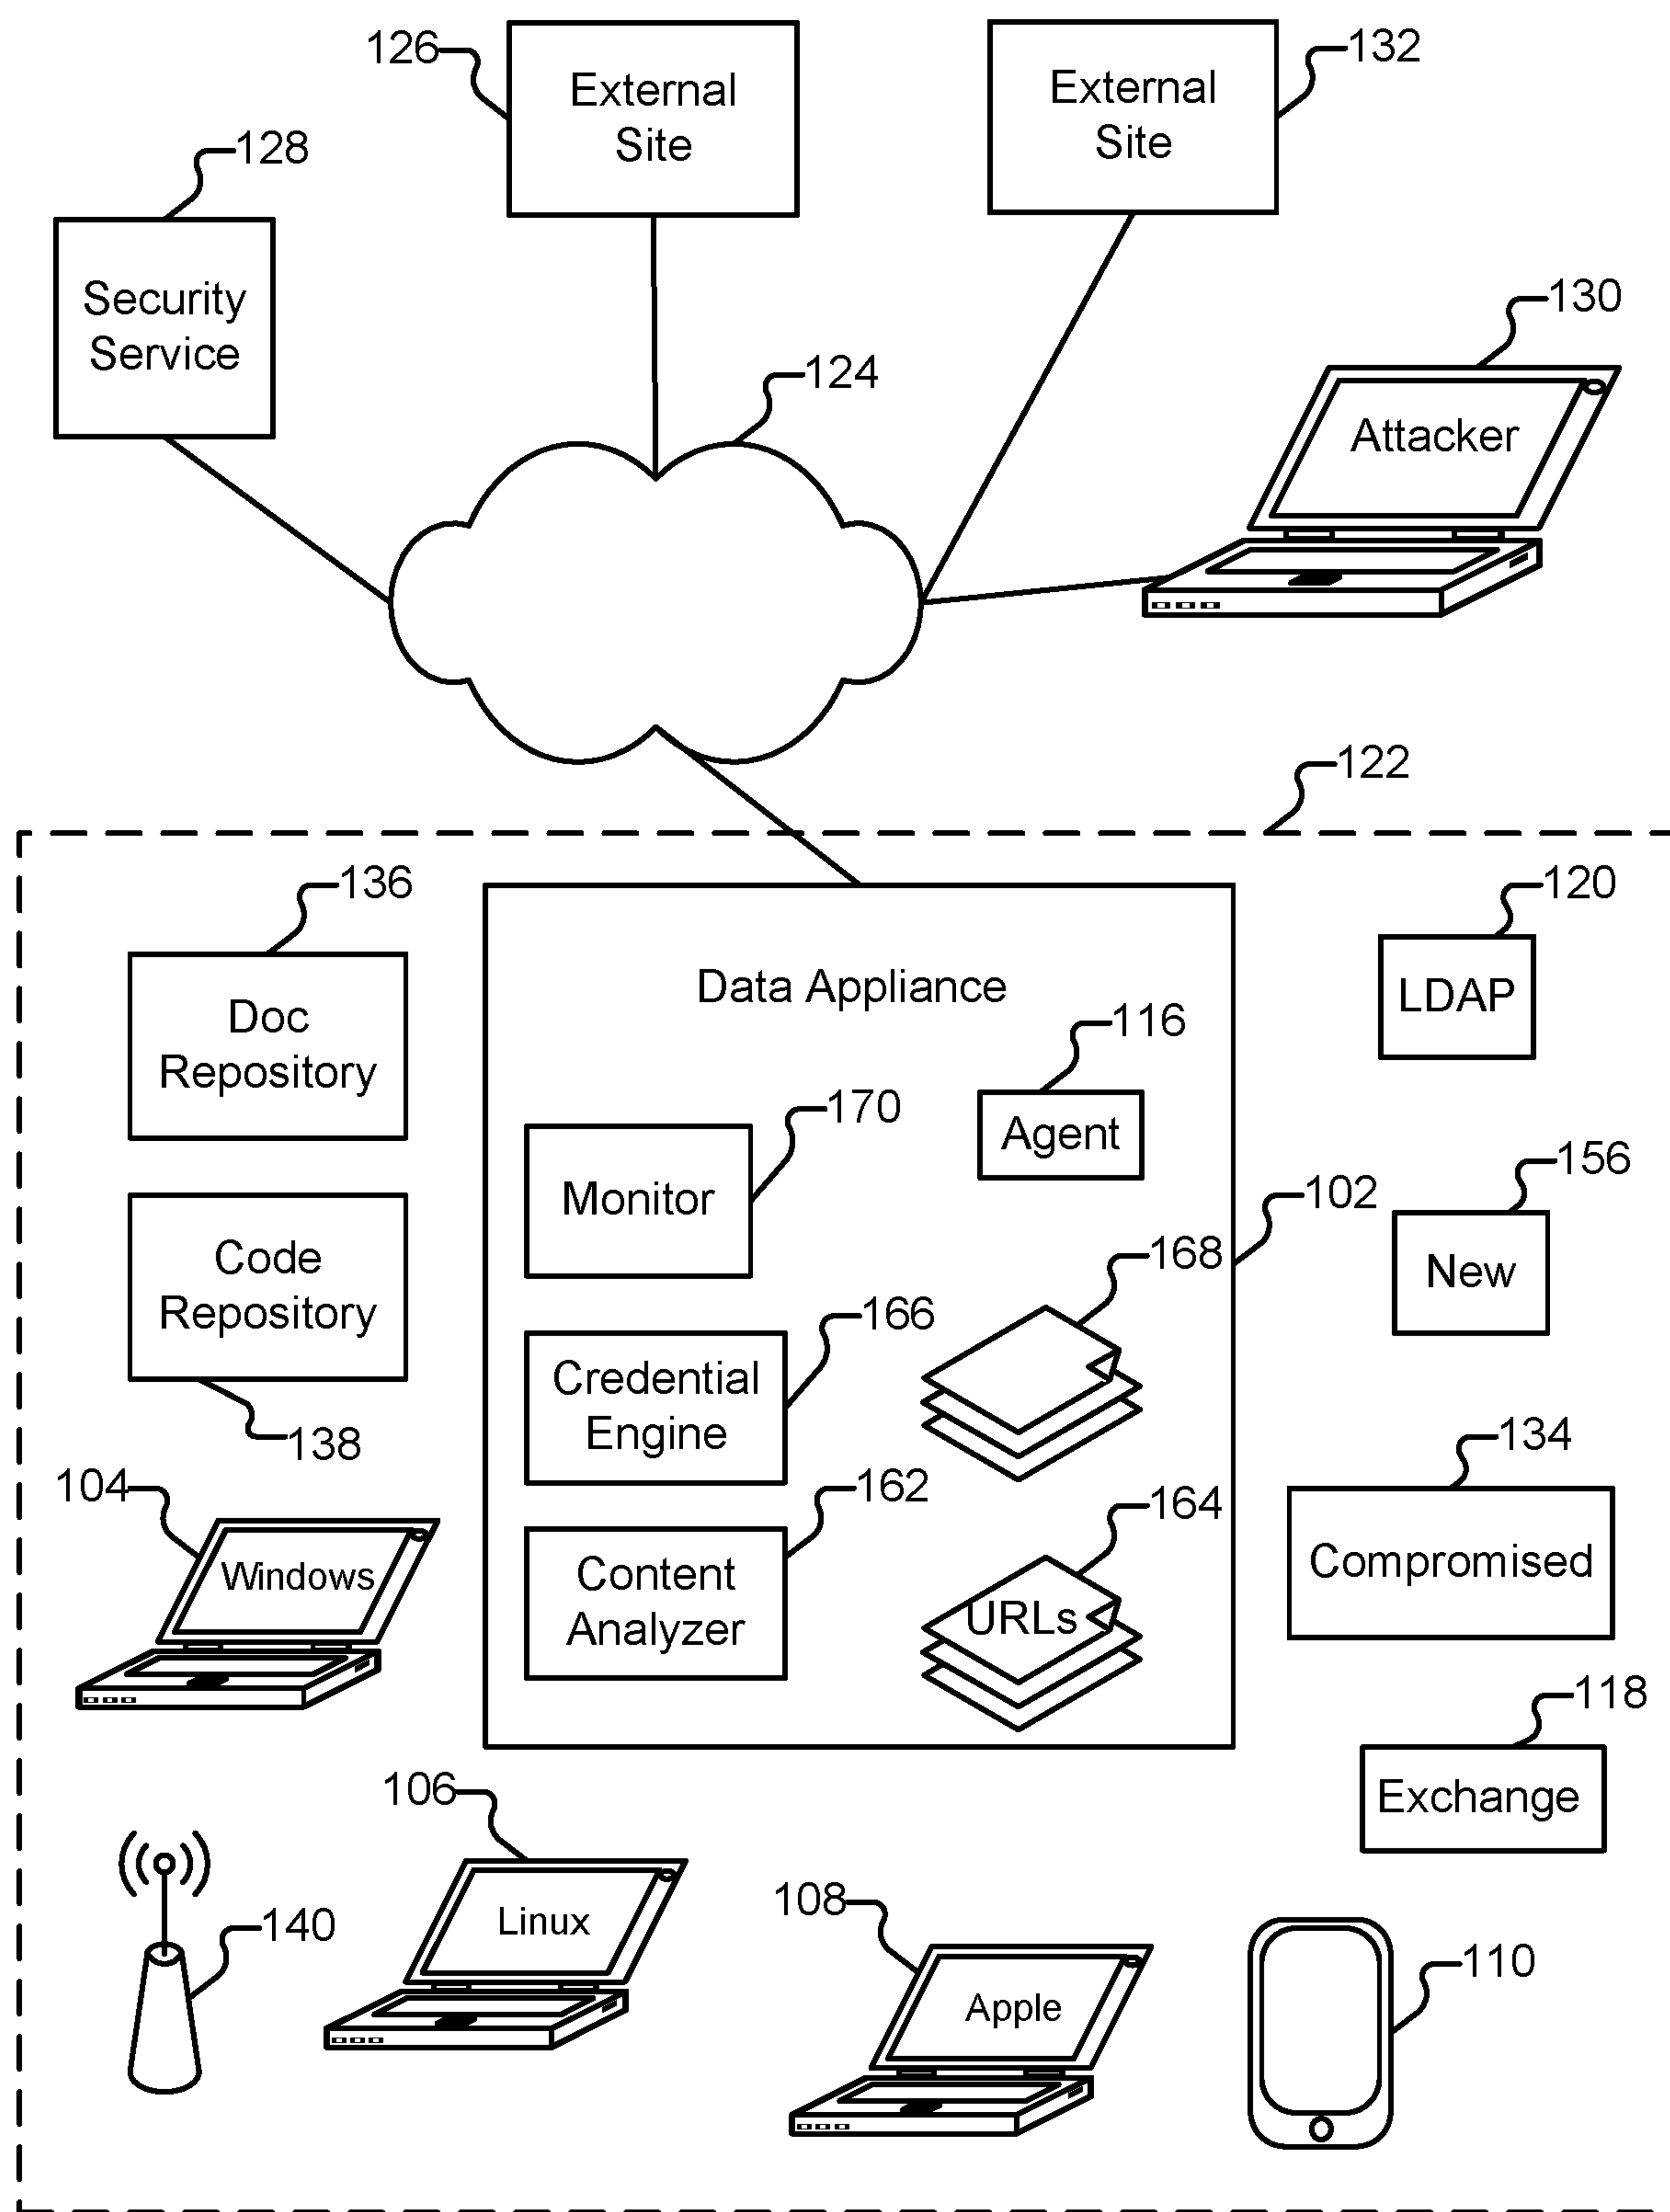 126
External
Site
132
External
Site
128
Security
Service
130
Attacker
124
122
136
Doc
Repository
Data Appliance
120
LDAP
116
Agent
170
Monitor
102
156
New
Code
Repository
138
168
166
Credential
Engine
134
Compromised
104
Windows
162
Content
Analyzer
164
URLs
118
Exchange
106
Linux
140
108
Apple
110